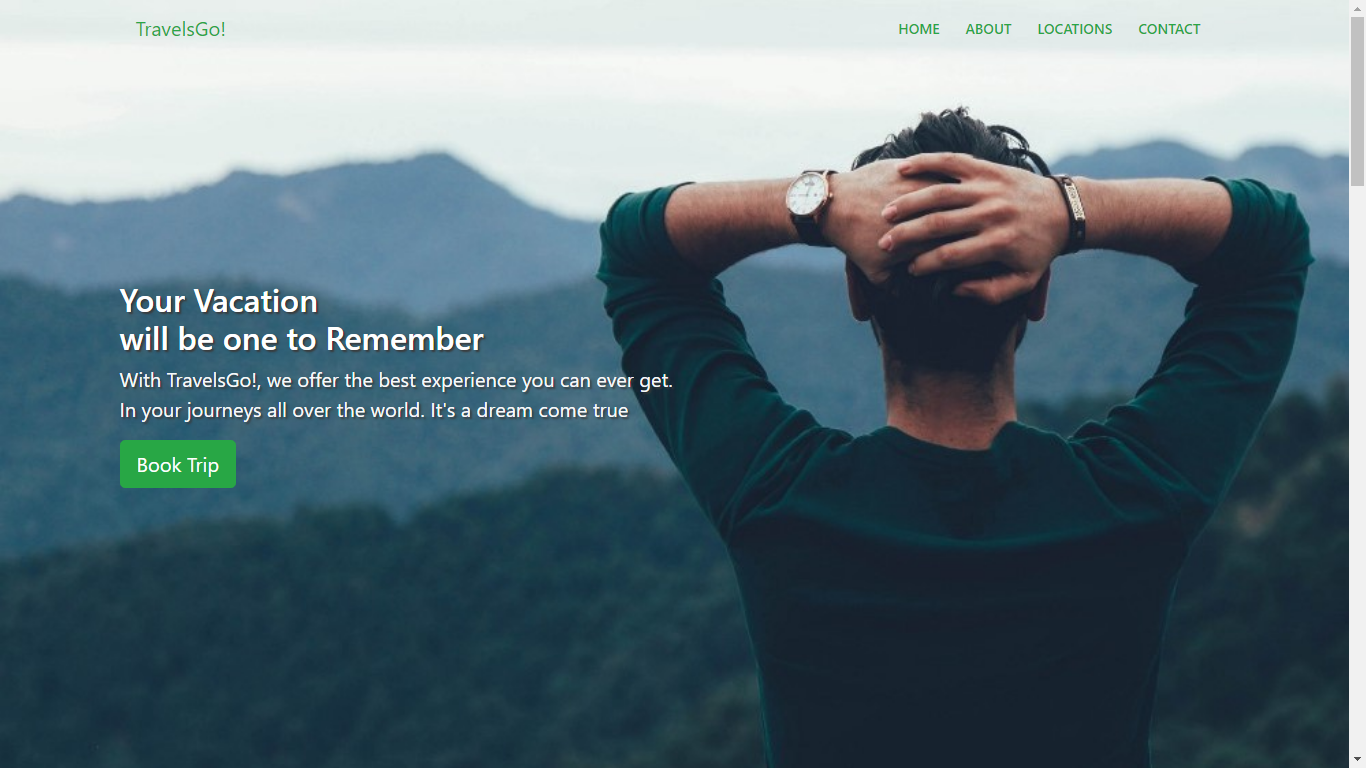 TravelsGo!
HOME ABOUT LOCATIONS CONTACT
Your Vacation
will be one to Remember
With TravelsGo!, we offer the best experience you can ever get.
In your journeys all over the world. It's a dream come true
Book Trip